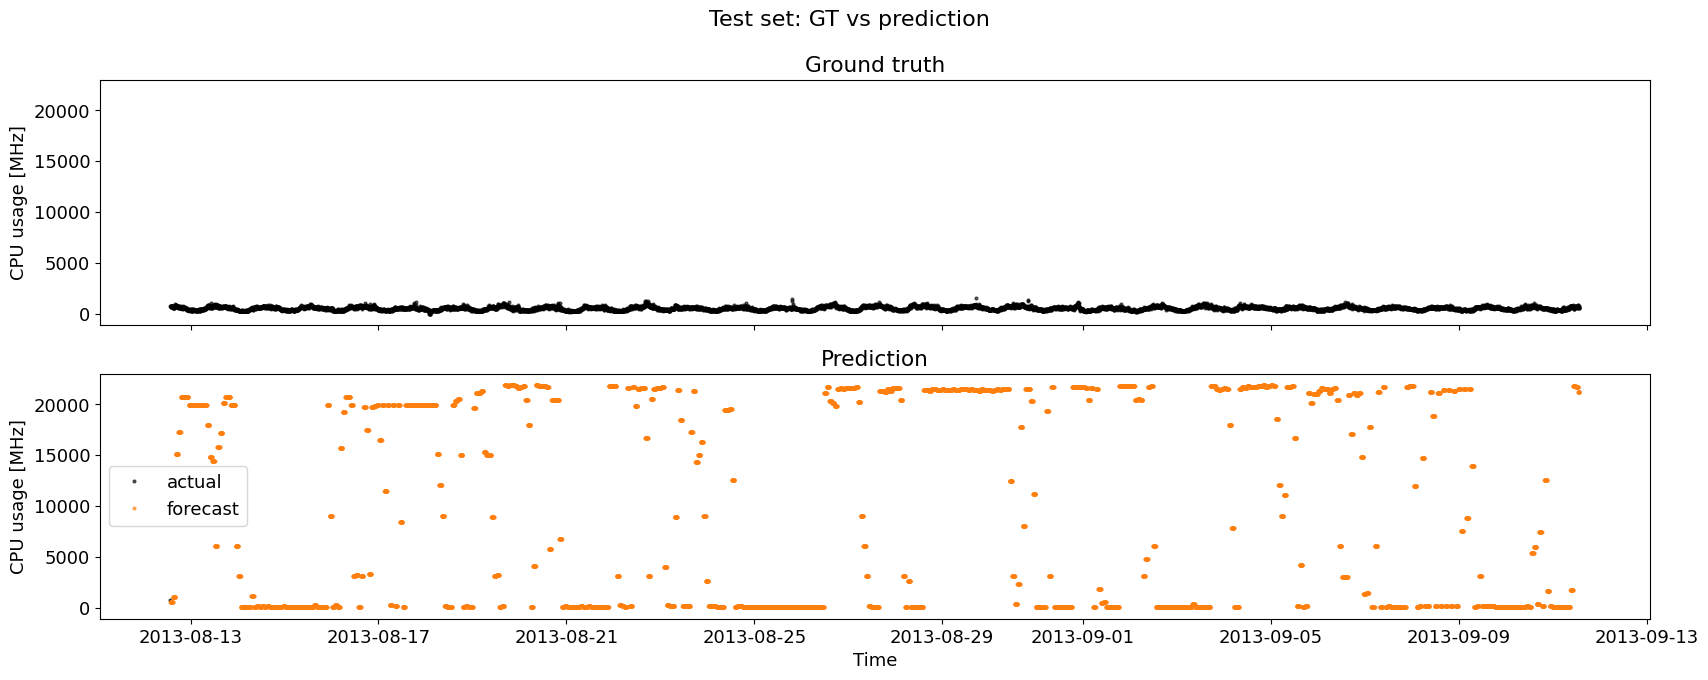 Test set: GT vs prediction
Ground truth
CPU usage [MHz]
20000
15000
10000
5000
0
Prediction
CPU usage [MHz]
20000
15000
10000
5000
0
actual
forecast
2013-08-13 2013-08-17 2013-08-21 2013-08-25 2013-08-29 2013-09-01 2013-09-05 2013-09-09 2013-09-13
Time